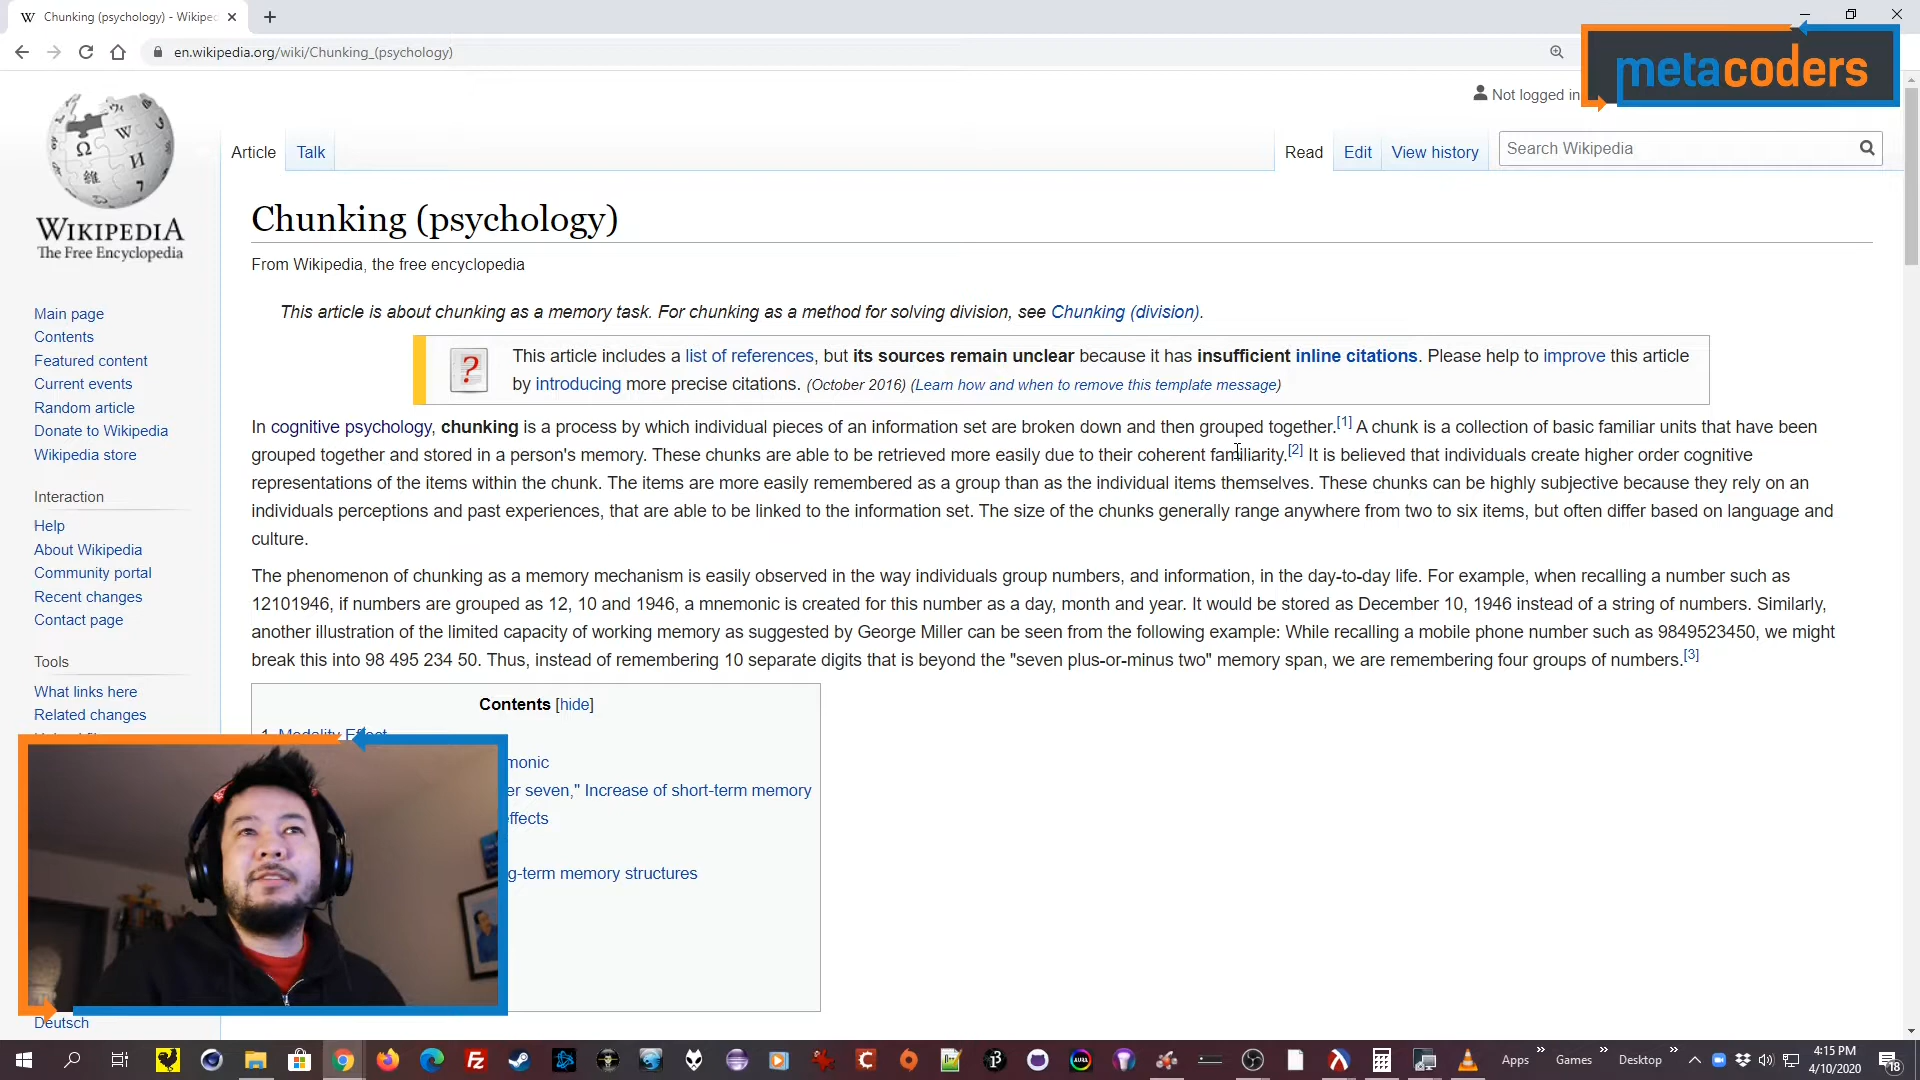 Chunking (psychology) - Wikiped
en.wikipedia.org/wiki/Chunking_(psychology)
metacoders
Not logged in
Article
Talk
Read
Edit
View history
Search Wikipedia
WIKIPEDIA
The Free Encyclopedia
Chunking (psychology)
From Wikipedia, the free encyclopedia
This article is about chunking as a memory task. For chunking as a method for solving division, see Chunking (division).
This article includes a list of references, but its sources remain unclear because it has insufficient inline citations. Please help to improve this article
by introducing more precise citations. (October 2016) (Learn how and when to remove this template message)
In cognitive psychology, chunking is a process by which individual pieces of an information set are broken down and then grouped together.[1] A chunk is a collection of basic familiar units that have been
grouped together and stored in a person's memory. These chunks are able to be retrieved more easily due to their coherent familiarity.[2] It is believed that individuals create higher order cognitive
representations of the items within the chunk. The items are more easily remembered as a group than as the individual items themselves. These chunks can be highly subjective because they rely on an
individuals perceptions and past experiences, that are able to be linked to the information set. The size of the chunks generally range anywhere from two to six items, but often differ based on language and
culture.
The phenomenon of chunking as a memory mechanism is easily observed in the way individuals group numbers, and information, in the day-to-day life. For example, when recalling a number such as
12101946, if numbers are grouped as 12, 10 and 1946, a mnemonic is created for this number as a day, month and year. It would be stored as December 10, 1946 instead of a string of numbers. Similarly,
another illustration of the limited capacity of working memory as suggested by George Miller can be seen from the following example: While recalling a mobile phone number such as 9849523450, we might
break this into 98 495 234 50. Thus, instead of remembering 10 separate digits that is beyond the "seven plus-or-minus two" memory span, we are remembering four groups of numbers.[3]
Contents [hide]
1 Modality Effect
monic
er seven," Increase of short-term memory
effects
g-term memory structures
Main page
Contents
Featured content
Current events
Random article
Donate to Wikipedia
Wikipedia store
Interaction
Help
About Wikipedia
Community portal
Recent changes
Contact page
Tools
What links here
Related changes
Deutsch
Apps
Games
Desktop
4:15 PM
4/10/2020
18